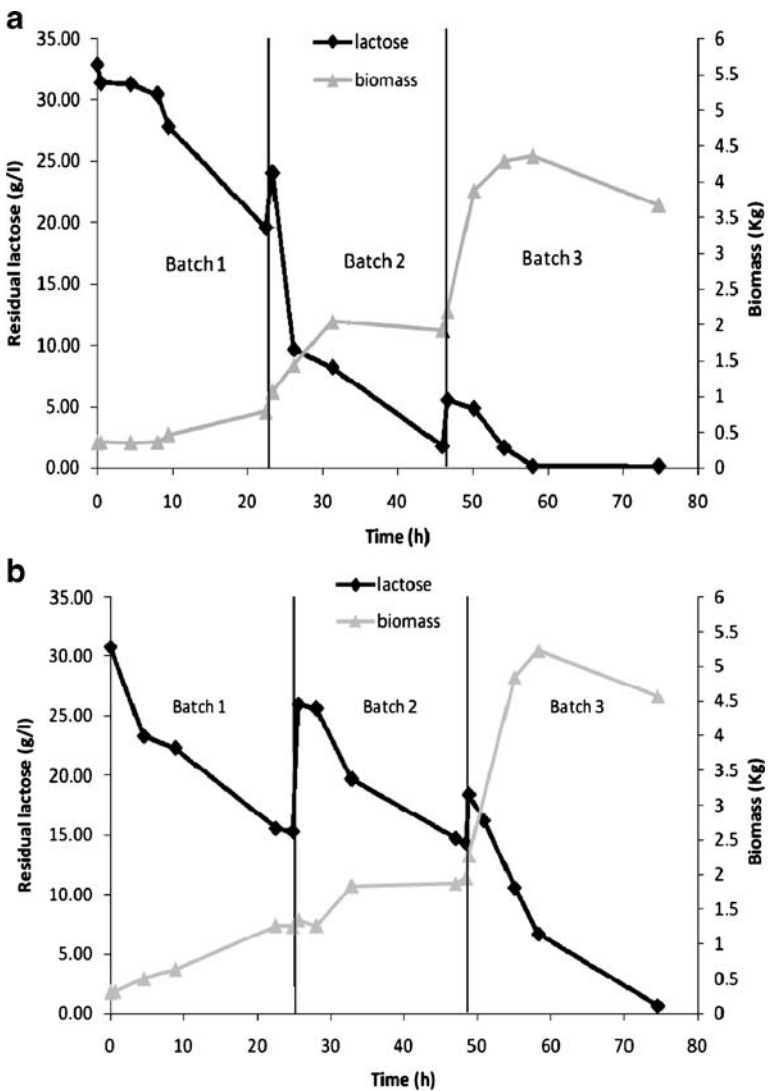 a
35.00
30.00
25.00
20.00
15.00
10.00
5.00
0.00
Residual lactose (g/l)
lactose
biomass
Batch 1
Batch 2
Batch 3
6
5.5
5
4.5
4
3.5
3
2.5
2
1.5
1
0.5
0
Biomass (Kg)
0 10 20 30 40 50 60 70 80
Time (h)
b
35.00
30.00
25.00
20.00
15.00
10.00
5.00
0.00
Residual lactose (g/l)
lactose
biomass
Batch 1
Batch 2
Batch 3
6
5.5
5
4.5
4
3.5
3
2.5
2
1.5
1
0.5
0
Biomass (Kg)
0 10 20 30 40 50 60 70 80
Time (h)